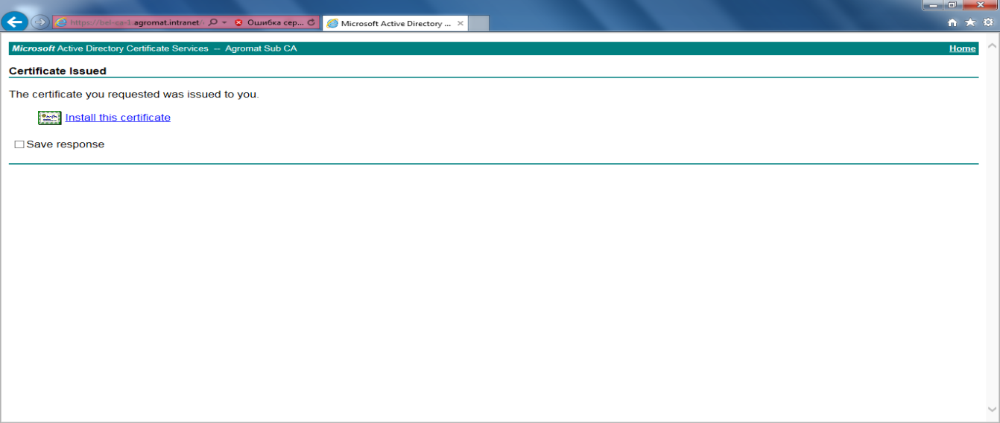 https://bel-ca-1.agromat.intranet/
Ошибка сер...
Microsoft Active Directory ...
Microsoft Active Directory Certificate Services -- Agromat Sub CA
Home
Certificate Issued
The certificate you requested was issued to you.
Install this certificate
Save response